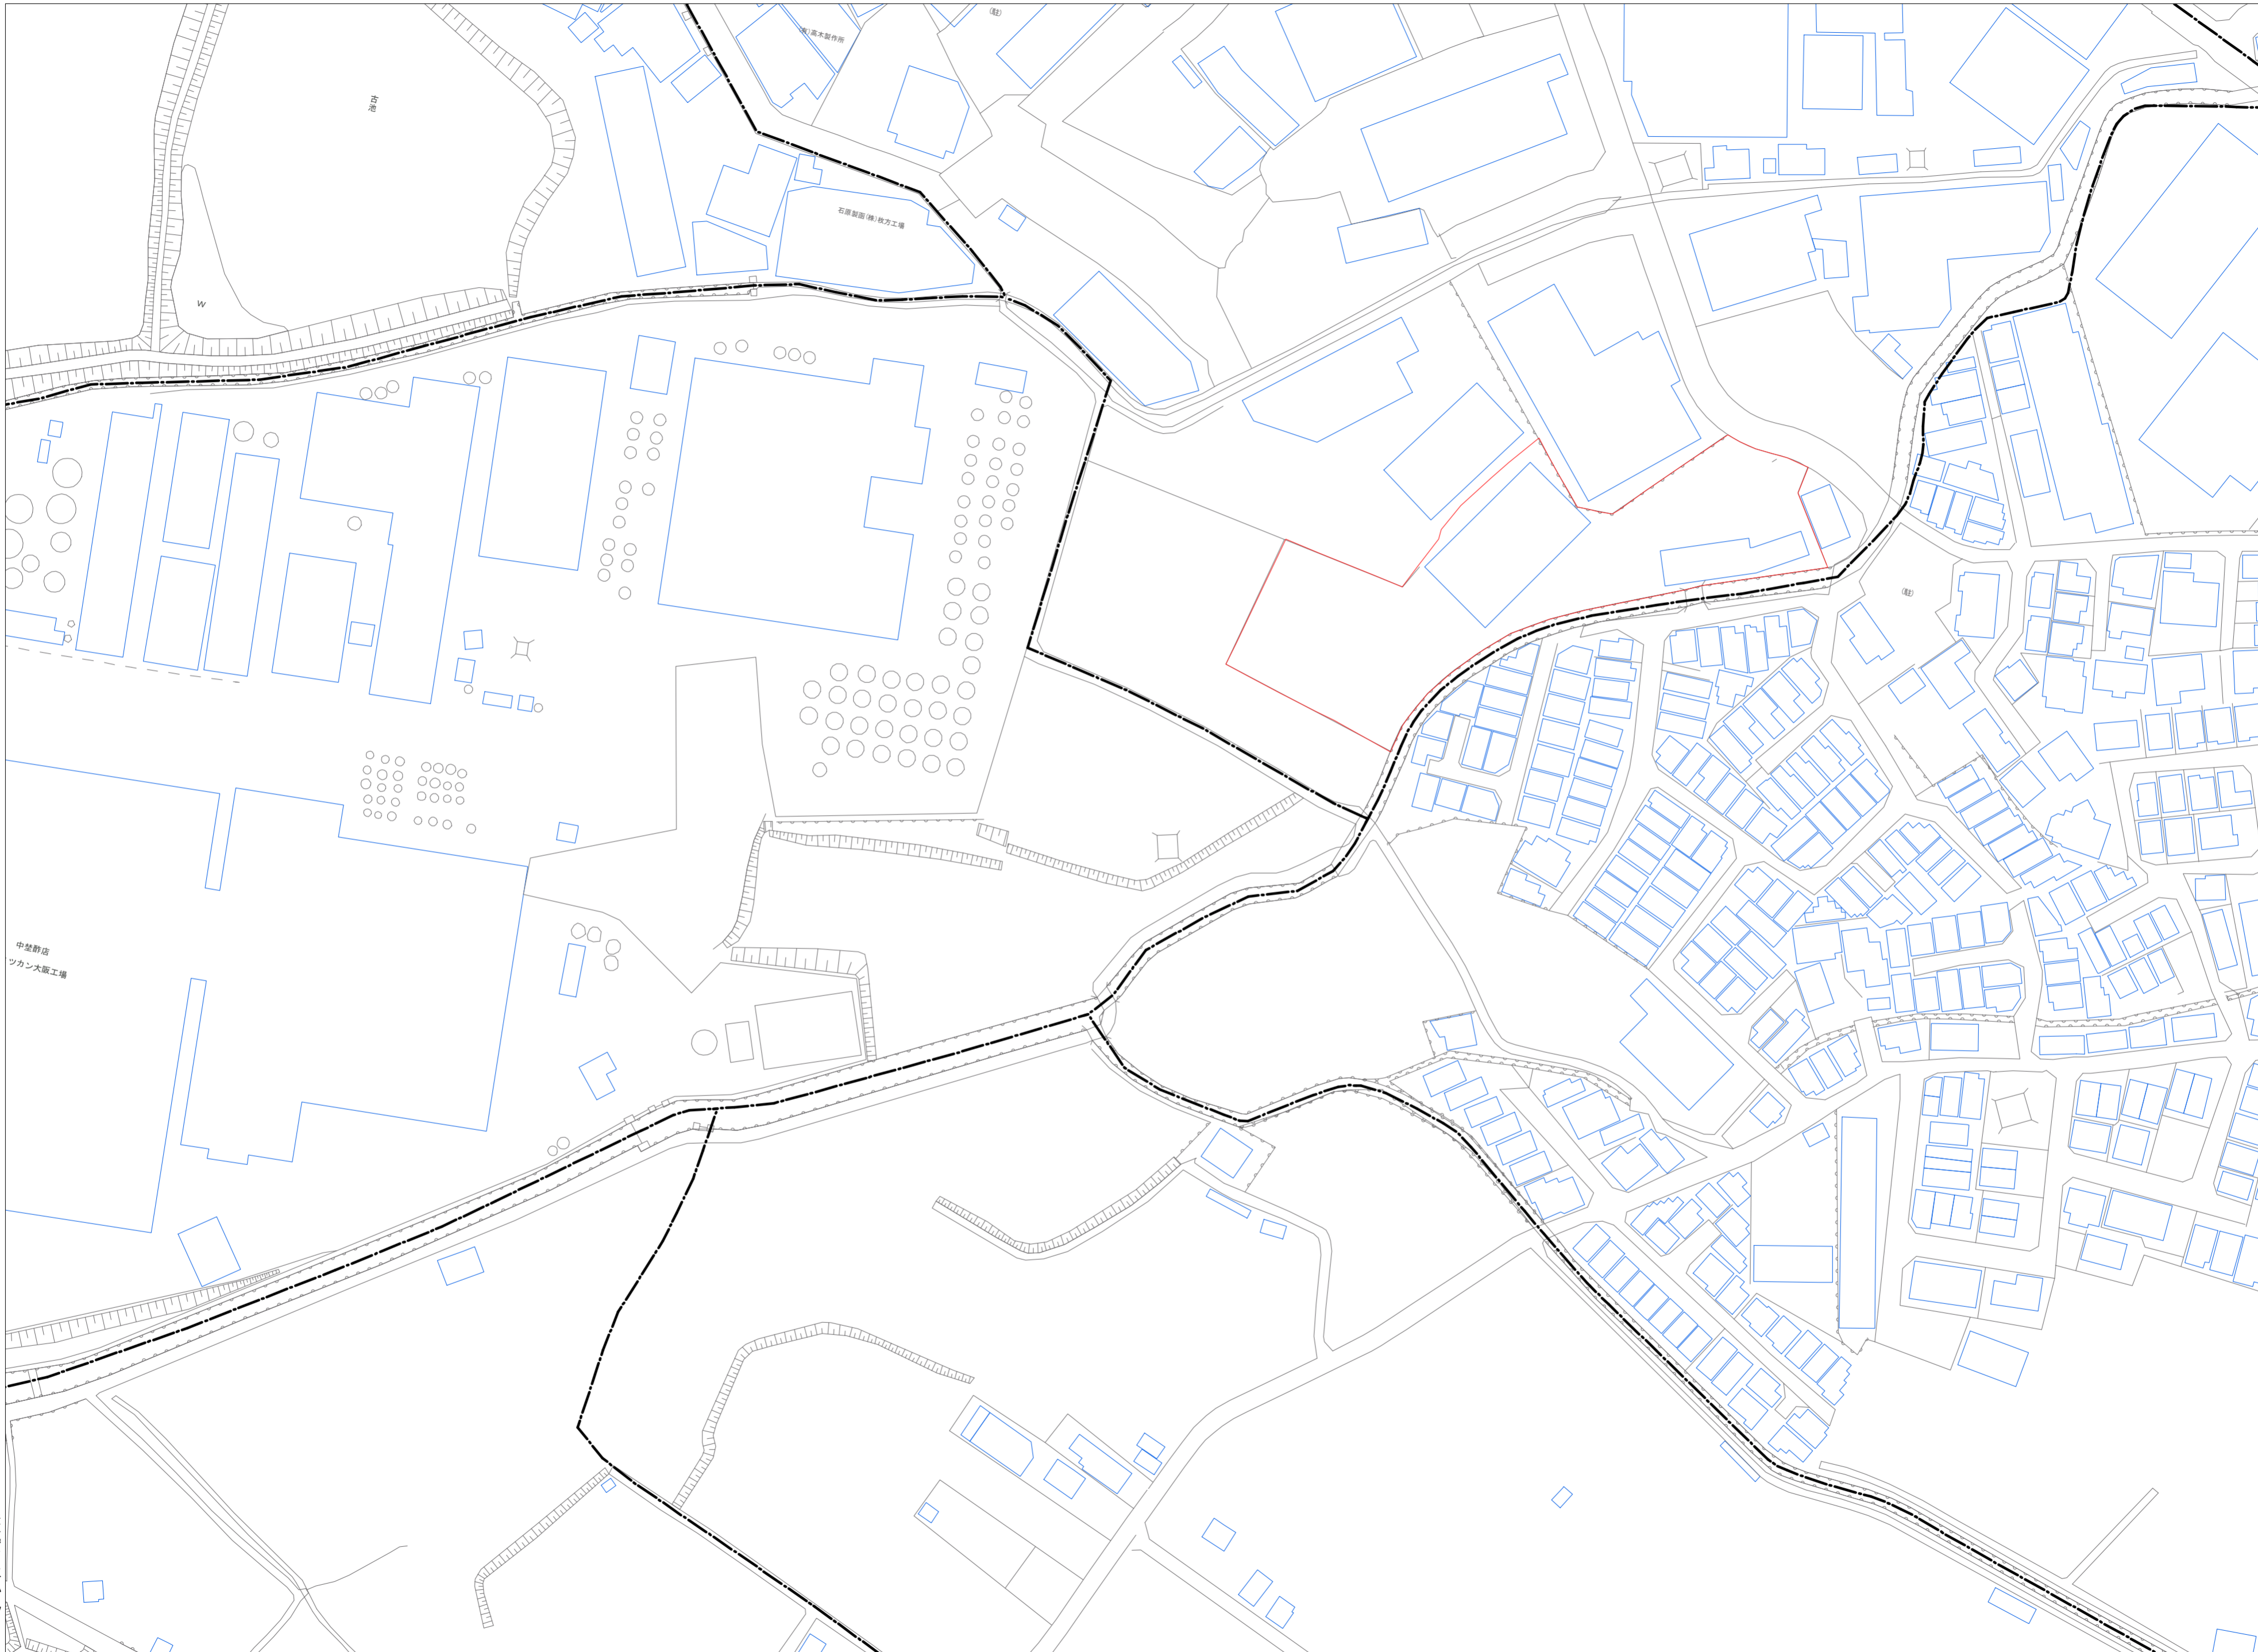 (駐)
(有)高木製作所
古池
石原製函(株)枚方工場
W
(駐)
中埜酢店
ツカン大阪工場